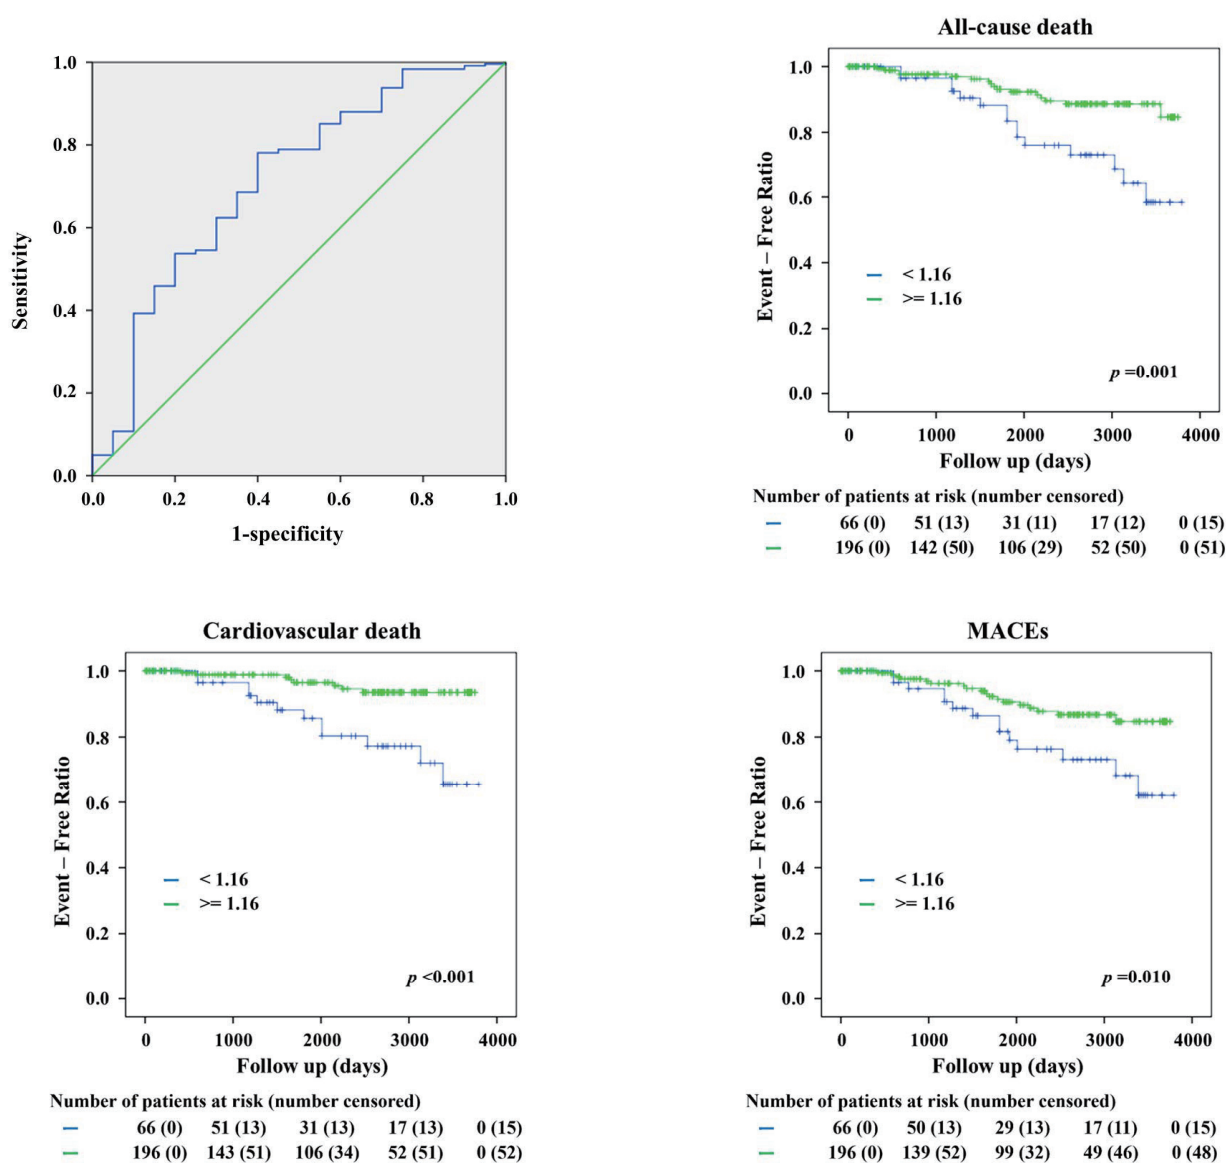 1.0
0.8
0.6
0.4
0.2
0.0
Sensitivity
0.0 0.2 0.4 0.6 0.8 1.0
1-specificity
All-cause death
1.0
0.8
0.6
0.4
0.2
0.0
Event – Free Ratio
< 1.16
>= 1.16
p =0.001
0 1000 2000 3000 4000
Follow up (days)
Number of patients at risk (number censored)
66 (0) 51 (13) 31 (11) 17 (12) 0 (15)
196 (0) 142 (50) 106 (29) 52 (50) 0 (51)
Cardiovascular death
1.0
0.8
0.6
0.4
0.2
0.0
Event – Free Ratio
< 1.16
>= 1.16
p <0.001
0 1000 2000 3000 4000
Follow up (days)
Number of patients at risk (number censored)
66 (0) 51 (13) 31 (13) 17 (13) 0 (15)
196 (0) 143 (51) 106 (34) 52 (51) 0 (52)
MACEs
1.0
0.8
0.6
0.4
0.2
0.0
Event – Free Ratio
< 1.16
>= 1.16
p =0.010
0 1000 2000 3000 4000
Follow up (days)
Number of patients at risk (number censored)
66 (0) 50 (13) 29 (13) 17 (11) 0 (15)
196 (0) 139 (52) 99 (32) 49 (46) 0 (48)